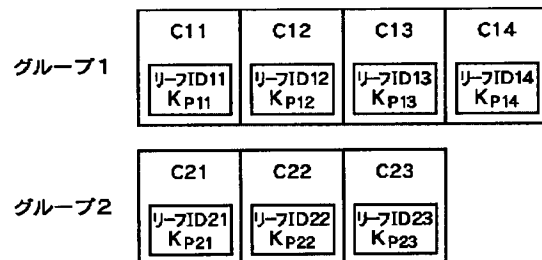 C11 C12 C13 C14
グループ1
リーフID11 リーフID12 リーフID13 リーフID14
KP11 KP12 KP13 KP14
C21 C22 C23
グループ2
リーフID21 リーフID22 リーフID23
KP21 KP22 KP23